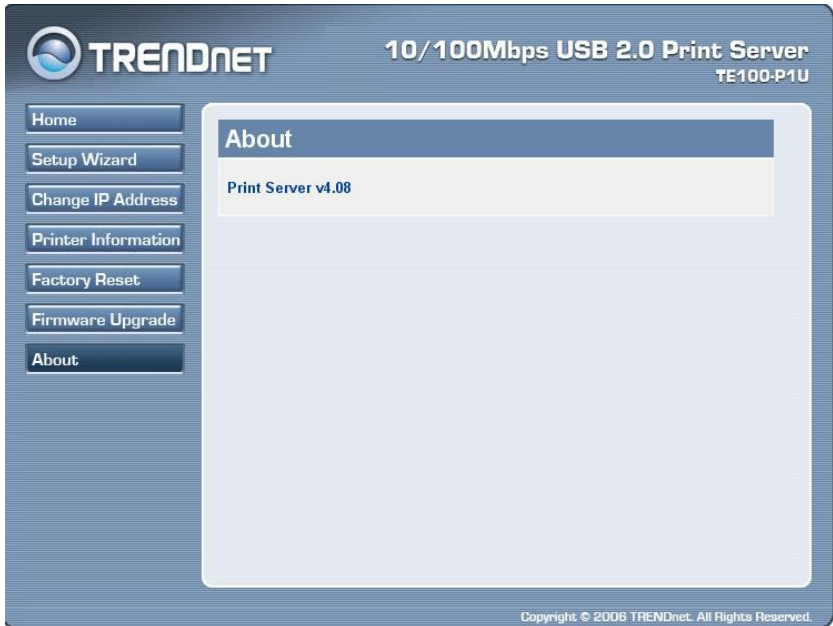 TRENDnet
10/100Mbps USB 2.0 Print Server
TE100-P1U
Home
Setup Wizard
Change IP Address
Printer Information
Factory Reset
Firmware Upgrade
About
About
Print Server v4.08
Copyright © 2006 TRENDnet. All Rights Reserved.